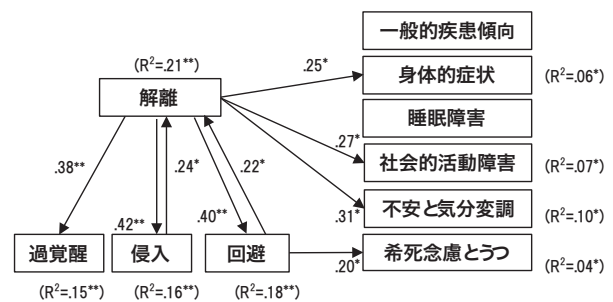 一般的疾患傾向
(R²=.21**)
.25*
身体的症状
(R²=.06*)
解離
睡眠障害
.27*
社会的活動障害
(R²=.07*)
.38**
.24*
.22*
.42**
.40**
.31*
不安と気分変調
(R²=.10*)
過覚醒
侵入
回避
.20*
希死念慮とうつ
(R²=.04*)
(R²=.15**)
(R²=.16**)
(R²=.18**)